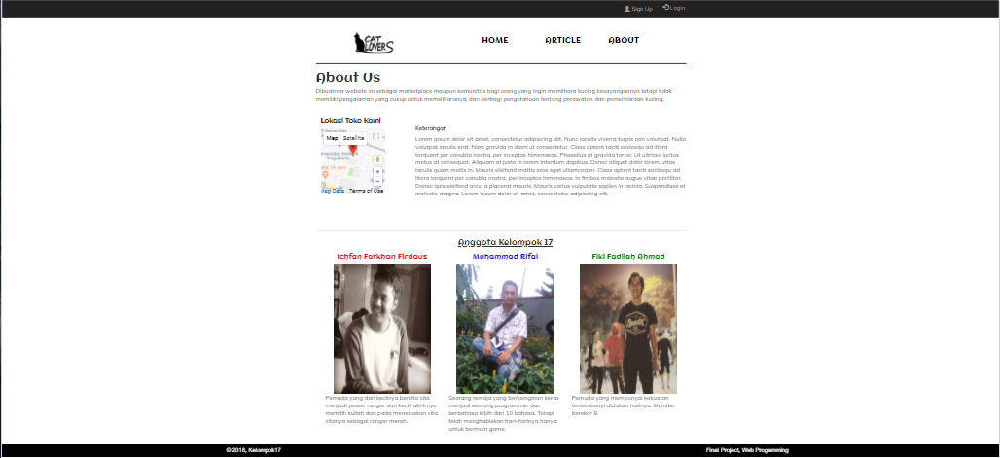 Sign Up Login
CAT LOVERS
HOME ARTICLE ABOUT
About Us
Dibuatnya website ini sebagai marketplace maupun komunitas bagi orang yang ingin memlihara kucing kesayangannya tetapi tidak
memiliki pengalaman yang cukup untuk memeliharanya, dan berbagi pengetahuan tentang perawatan dan pemeliharaan kucing.
Lokasi Toko Kami
Map Satellite
Yogyakarta
Map Data Terms of Use
Keterangan
Lorem ipsum dolor sit amet, consectetur adipiscing elit. Nunc iaculis viverra turpis non volutpat. Nulla
volutpat iaculis erat. Nam gravida in diam ut consectetur. Class aptent taciti sociosqu ad litora
torquent per conubia nostra, per inceptos himenaeos. Phasellus ut gravida tortor. Ut ultrices luctus
metus at consequat. Aliquam at justo in lorem interdum dapibus. Donec aliquet dolor lorem, vitae
iaculis quam mollis in. Mauris eleifend mattis eros eget ullamcorper. Class aptent taciti sociosqu ad
litora torquent per conubia nostra, per inceptos himenaeos. In finibus molestie augue vitae porttitor.
Donec quis eleifend arcu, a placerat mauris. Mauris varius vulputate sapien in lacinia. Suspendisse et
molestie magna. Lorem ipsum dolor sit amet, consectetur adipiscing elit.
Anggota Kelompok 17
Ichfan Fatkhan Firdaus
Muhammad Rifai
Fiki Fadilah Ahmad
Pemuda yang dari kecilnya bercita cita
menjadi power ranger dari kecil, akhirnya
memilih kuliah dari pada meneruskan cita
citanya sebagai ranger merah.
Seorang remaja yang berkeinginan keras
menjadi seorang programmer dan
berbahasa lebih dari 10 bahasa. Tetapi
telah menghabiskan hari-harinya hanya
untuk bermain game.
Pemuda yang mempunyai kekuatan
tersembunyi didalam hatinya. Monster
berekor 9.
© 2018, Kelompok17
Final Project, Web Progamming